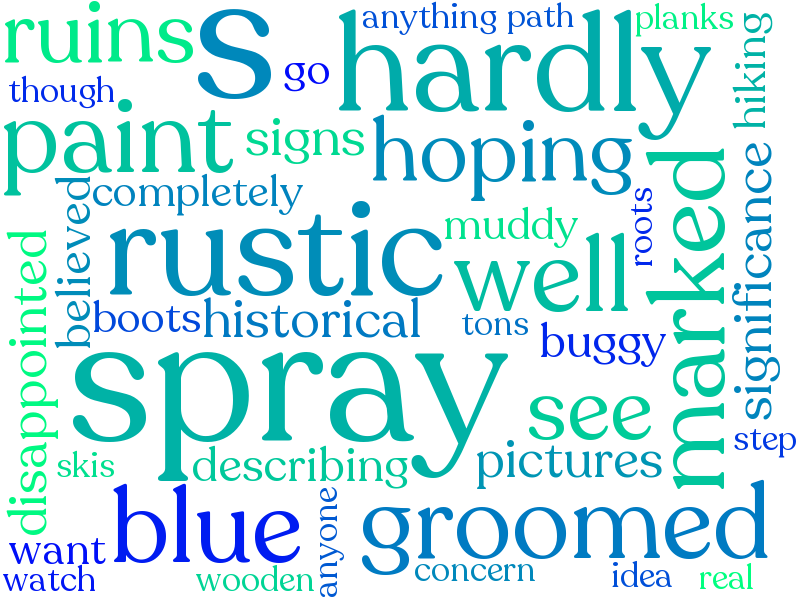 ruins s anything path planks
go hardly hiking
though
paint signs hoping
completely marked
believed rustic muddy roots significance
disappointed well
boots historical tons buggy
spray see
step
skis describing pictures
blue anyone groomed
want
watch wooden concern idea real